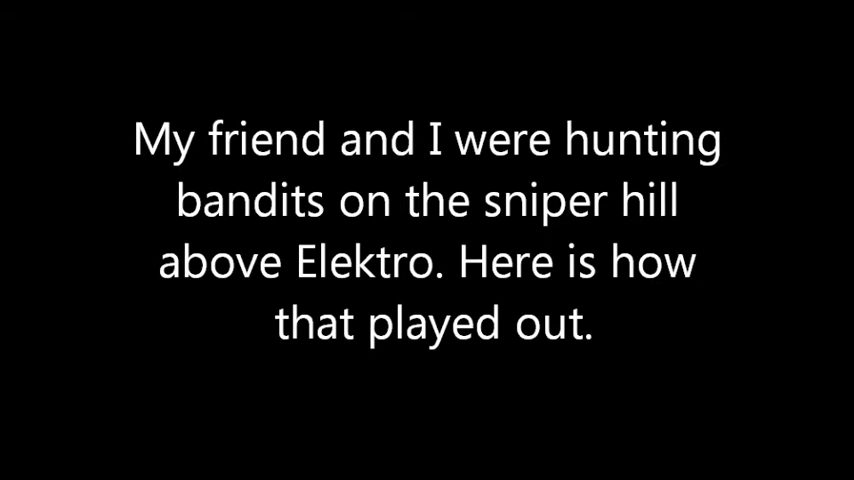 My friend and I were hunting
bandits on the sniper hill
above Elektro. Here is how
that played out.